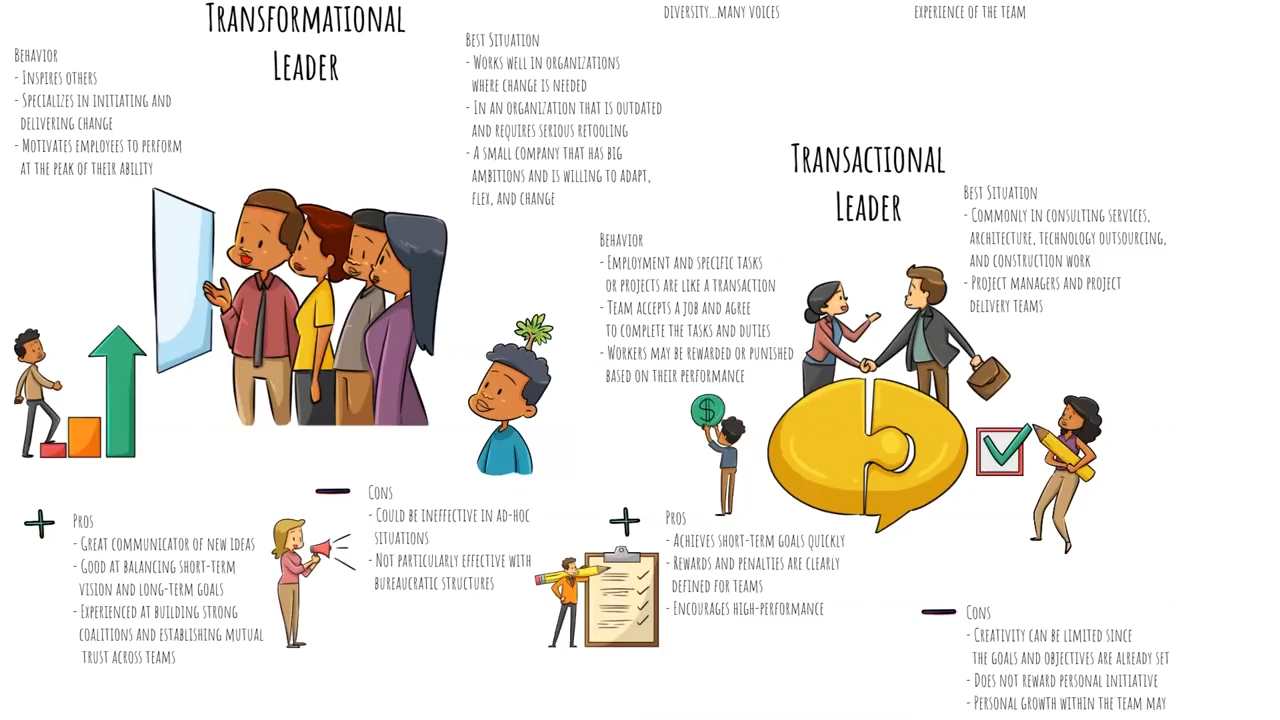 DIVERSITY...MANY VOICES
EXPERIENCE OF THE TEAM
TRANSFORMATIONAL
LEADER
BEHAVIOR
- INSPIRES OTHERS
- SPECIALIZES IN INITIATING AND
DELIVERING CHANGE
- MOTIVATES EMPLOYEES TO PERFORM
AT THE PEAK OF THEIR ABILITY
BEST SITUATION
- WORKS WELL IN ORGANIZATIONS
WHERE CHANGE IS NEEDED
- IN AN ORGANIZATION THAT IS OUTDATED
AND REQUIRES SERIOUS RETOOLING
- A SMALL COMPANY THAT HAS BIG
AMBITIONS AND IS WILLING TO ADAPT,
FLEX, AND CHANGE
PROS
- GREAT COMMUNICATOR OF NEW IDEAS
- GOOD AT BALANCING SHORT-TERM
VISION AND LONG-TERM GOALS
- EXPERIENCED AT BUILDING STRONG
COALITIONS AND ESTABLISHING MUTUAL
TRUST ACROSS TEAMS
CONS
- COULD BE INEFFECTIVE IN AD-HOC
SITUATIONS
- NOT PARTICULARLY EFFECTIVE WITH
BUREAUCRATIC STRUCTURES
TRANSACTIONAL
LEADER
BEHAVIOR
- EMPLOYMENT AND SPECIFIC TASKS
OR PROJECTS ARE LIKE A TRANSACTION
- TEAM ACCEPTS A JOB AND AGREE
TO COMPLETE THE TASKS AND DUTIES
- WORKERS MAY BE REWARDED OR PUNISHED
BASED ON THEIR PERFORMANCE
BEST SITUATION
- COMMONLY IN CONSULTING SERVICES,
ARCHITECTURE, TECHNOLOGY OUTSOURCING,
AND CONSTRUCTION WORK
- PROJECT MANAGERS AND PROJECT
DELIVERY TEAMS
$
PROS
- ACHIEVES SHORT-TERM GOALS QUICKLY
- REWARDS AND PENALTIES ARE CLEARLY
DEFINED FOR TEAMS
- ENCOURAGES HIGH-PERFORMANCE
CONS
- CREATIVITY CAN BE LIMITED SINCE
THE GOALS AND OBJECTIVES ARE ALREADY SET
- DOES NOT REWARD PERSONAL INITIATIVE
- PERSONAL GROWTH WITHIN THE TEAM MAY